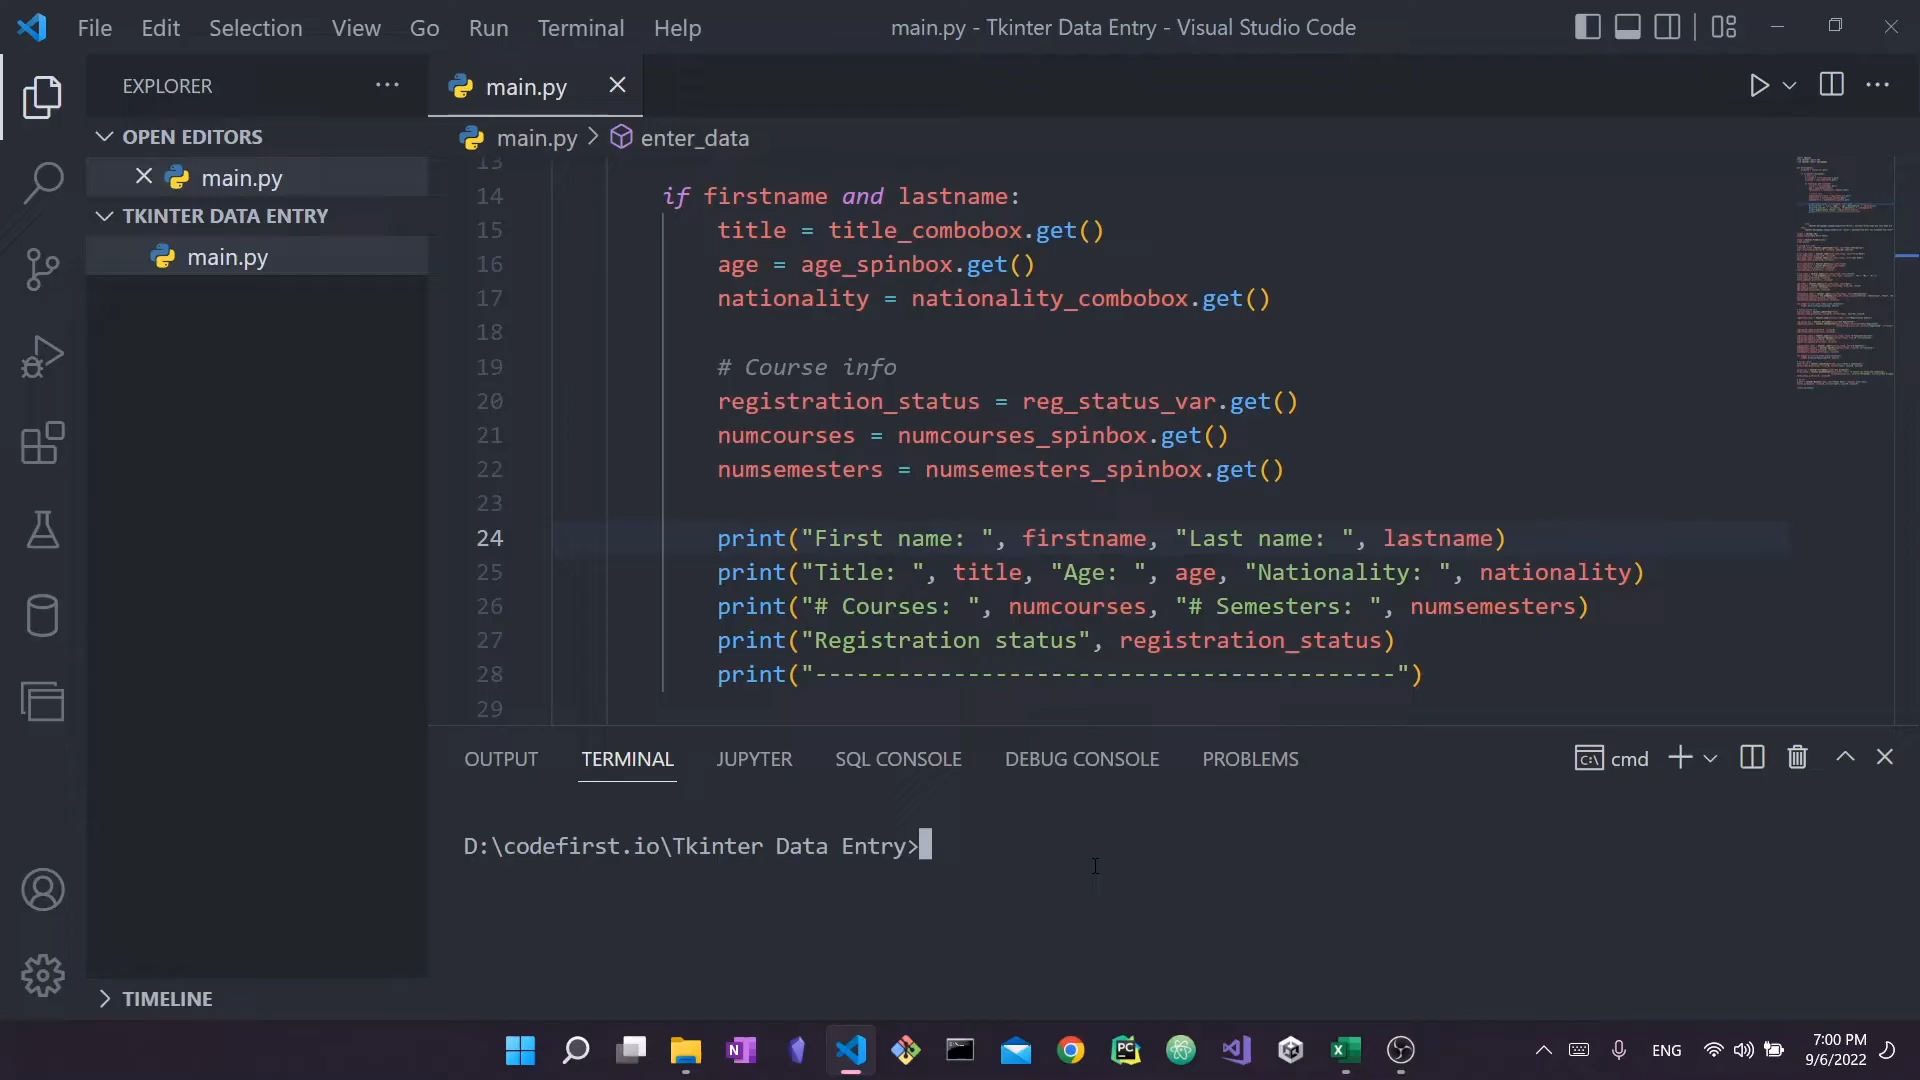 File Edit Selection View Go Run Terminal Help main.py - Tkinter Data Entry - Visual Studio Code
EXPLORER
OPEN EDITORS
main.py
TKINTER DATA ENTRY
main.py
TIMELINE
main.py
main.py > enter_data
13
14 if firstname and lastname:
15 title = title_combobox.get()
16 age = age_spinbox.get()
17 nationality = nationality_combobox.get()
18
19 # Course info
20 registration_status = reg_status_var.get()
21 numcourses = numcourses_spinbox.get()
22 numsemesters = numsemesters_spinbox.get()
23
24 print("First name: ", firstname, "Last name: ", lastname)
25 print("Title: ", title, "Age: ", age, "Nationality: ", nationality)
26 print("# Courses: ", numcourses, "# Semesters: ", numsemesters)
27 print("Registration status", registration_status)
28 print("------------------------------------------")
29
OUTPUT TERMINAL JUPYTER SQL CONSOLE DEBUG CONSOLE PROBLEMS cmd
D:\codefirst.io\Tkinter Data Entry>
ENG 7:00 PM
9/6/2022